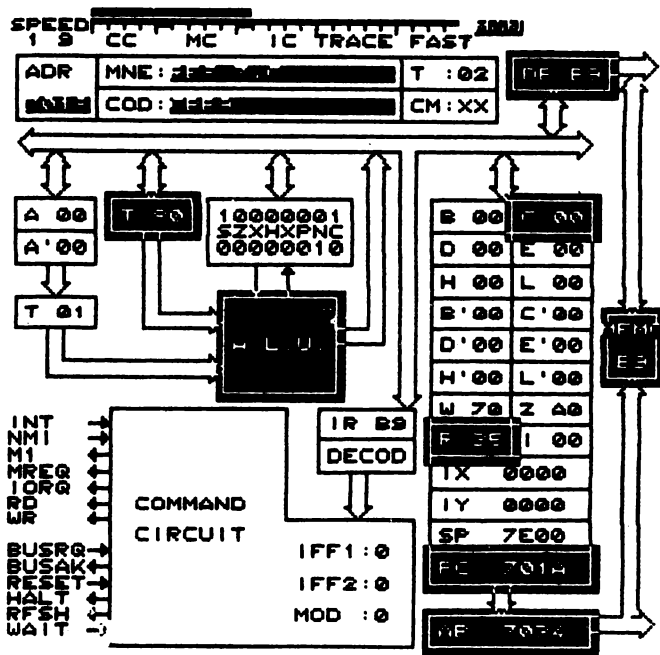 SPEED
1 9 CC MC IC TRACE FAST
ADR MNE: T :02
COD: CM:XX
A 00
A'00
T 01
10000001
SZXHXPNC
00000010
B 00 C 00
D 00 E 00
H 00 L 00
B'00 C'00
D'00 E'00
H'00 L'00
W 70 Z A0
I 00
IX 0000
IY 0000
SP 7E00
PC 701A
A L U
IR B9
DECOD
COMMAND
CIRCUIT
IFF1:0
IFF2:0
MOD :0
INT
NMI
M1
MREQ
IORQ
RD
WR
BUSRQ
BUSAK
RESET
HALT
RFSH
WAIT